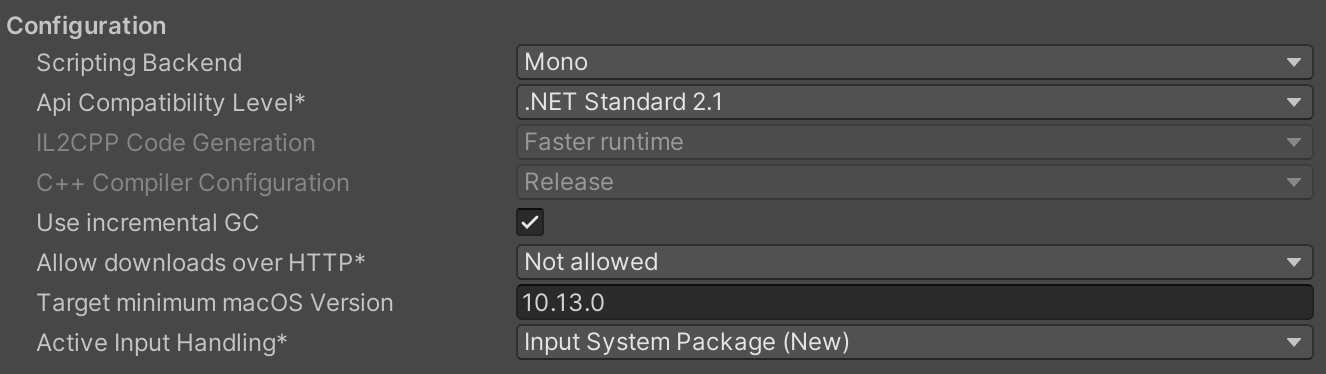 Configuration
Scripting Backend Mono
Api Compatibility Level* .NET Standard 2.1
IL2CPP Code Generation Faster runtime
C++ Compiler Configuration Release
Use incremental GC
Allow downloads over HTTP* Not allowed
Target minimum macOS Version 10.13.0
Active Input Handling* Input System Package (New)